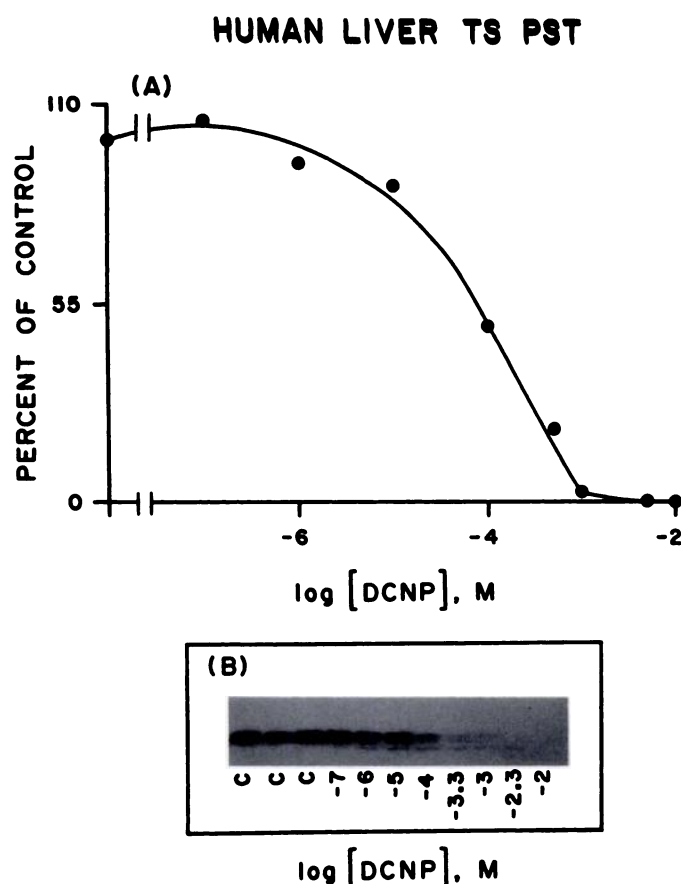 HUMAN LIVER TS PST
(A)
110
55
0
PERCENT OF CONTROL
-6 -4 -2
log [DCNP], M
(B)
C C C -7 -6 -5 -4 -3.3 -3 -2.3 -2
log [DCNP], M